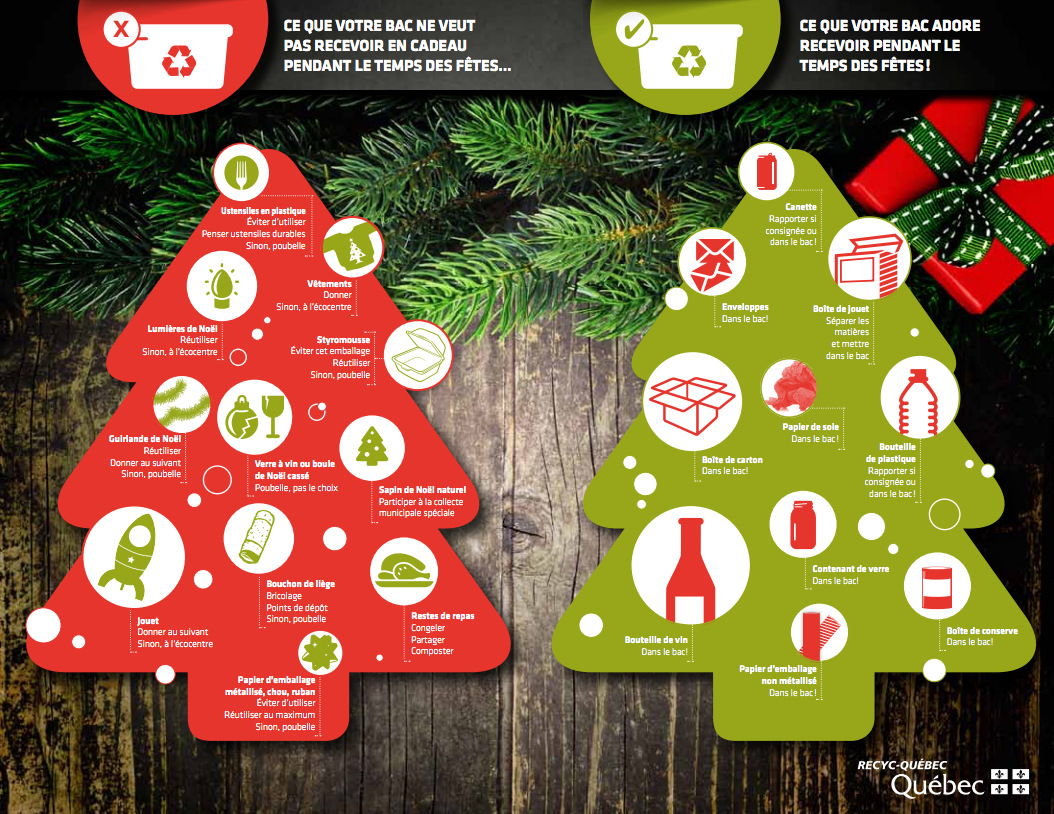 X
CE QUE VOTRE BAC NE VEUT
PAS RECEVOIR EN CADEAU
PENDANT LE TEMPS DES FÊTES...
CE QUE VOTRE BAC ADORE
RECEVOIR PENDANT LE
TEMPS DES FÊTES!
Ustensiles en plastique
Éviter d'utiliser
Penser ustensiles durables
Sinon, poubelle
Vêtements
Donner
Sinon, à l'écocentre
Lumières de Noël
Réutiliser
Sinon, à l'écocentre
Styromousse
Éviter cet emballage
Réutiliser
Sinon, poubelle
Guirlande de Noël
Réutiliser
Donner au suivant
Sinon, poubelle
Verre à vin ou boule
de Noël cassé
Poubelle, pas le choix
Sapin de Noël naturel
Participer à la collecte
municipale spéciale
Jouet
Donner au suivant
Sinon, à l'écocentre
Bouchon de liège
Bricolage
Points de dépôt
Sinon, poubelle
Restes de repas
Congeler
Partager
Composter
Papier d'emballage
métallisé, chou, ruban
Éviter d'utiliser
Réutiliser au maximum
Sinon, poubelle
Canette
Rapporter si
consignée ou
dans le bac!
Enveloppes
Dans le bac!
Boîte de jouet
Séparer les
matières
et mettre
dans le bac
Boîte de carton
Dans le bac!
Papier de soie
Dans le bac!
Bouteille
de plastique
Rapporter si
consignée ou
dans le bac!
Contenant de verre
Dans le bac!
Bouteille de vin
Dans le bac!
Boîte de conserve
Dans le bac!
Papier d'emballage
non métallisé
Dans le bac!
RECYC-QUÉBEC
Québec